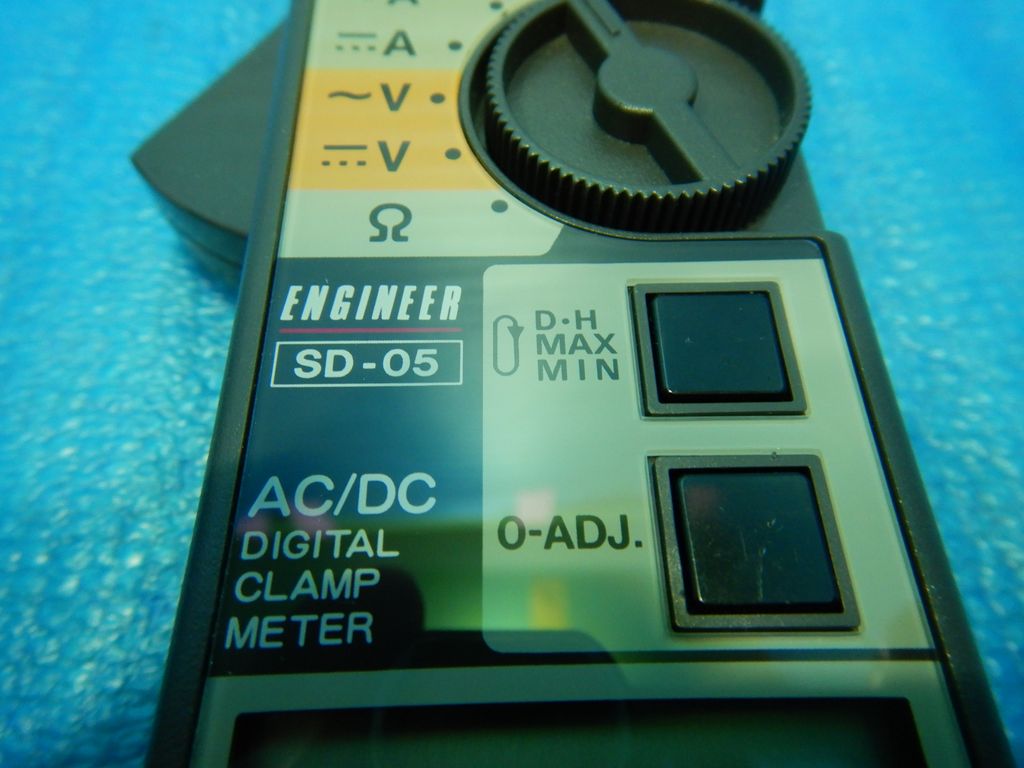 ~A
⎓A
~V
⎓V
Ω
ENGINEER
SD-05
D·H
MAX
MIN
AC/DC
DIGITAL
CLAMP
METER
0-ADJ.